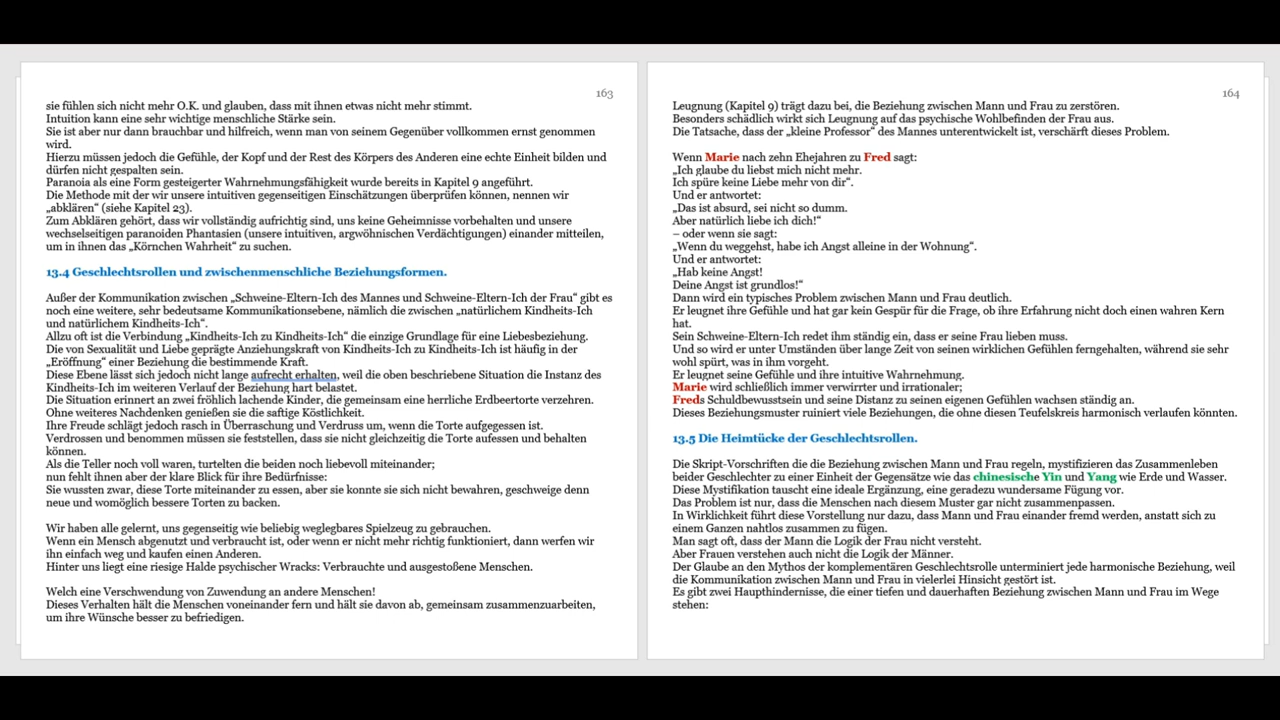 163
sie fühlen sich nicht mehr O.K. und glauben, dass mit ihnen etwas nicht mehr stimmt.
Intuition kann eine sehr wichtige menschliche Stärke sein.
Sie ist aber nur dann brauchbar und hilfreich, wenn man von seinem Gegenüber vollkommen ernst genommen
wird.
Hierzu müssen jedoch die Gefühle, der Kopf und der Rest des Körpers des Anderen eine echte Einheit bilden und
dürfen nicht gespalten sein.
Paranoia als eine Form gesteigerter Wahrnehmungsfähigkeit wurde bereits in Kapitel 9 angeführt.
Die Methode mit der wir unsere intuitiven gegenseitigen Einschätzungen überprüfen können, nennen wir
„abklären“ (siehe Kapitel 23).
Zum Abklären gehört, dass wir vollständig aufrichtig sind, uns keine Geheimnisse vorbehalten und unsere
wechselseitigen paranoiden Phantasien (unsere intuitiven, argwöhnischen Verdächtigungen) einander mitteilen,
um in ihnen das „Körnchen Wahrheit“ zu suchen.
13.4 Geschlechtsrollen und zwischenmenschliche Beziehungsformen.
Außer der Kommunikation zwischen „Schweine-Eltern-Ich des Mannes und Schweine-Eltern-Ich der Frau“ gibt es
noch eine weitere, sehr bedeutsame Kommunikationsebene, nämlich die zwischen „natürlichem Kindheits-Ich
und natürlichem Kindheits-Ich“.
Allzu oft ist die Verbindung „Kindheits-Ich zu Kindheits-Ich“ die einzige Grundlage für eine Liebesbeziehung.
Die von Sexualität und Liebe geprägte Anziehungskraft von Kindheits-Ich zu Kindheits-Ich ist häufig in der
„Eröffnung“ einer Beziehung die bestimmende Kraft.
Diese Ebene lässt sich jedoch nicht lange aufrecht erhalten, weil die oben beschriebene Situation die Instanz des
Kindheits-Ich im weiteren Verlauf der Beziehung hart belastet.
Die Situation erinnert an zwei fröhlich lachende Kinder, die gemeinsam eine herrliche Erdbeertorte verzehren.
Ohne weiteres Nachdenken genießen sie die saftige Köstlichkeit.
Ihre Freude schlägt jedoch rasch in Überraschung und Verdruss um, wenn die Torte aufgegessen ist.
Verdrossen und benommen müssen sie feststellen, dass sie nicht gleichzeitig die Torte aufessen und behalten
können.
Als die Teller noch voll waren, turtelten die beiden noch liebevoll miteinander;
nun fehlt ihnen aber der klare Blick für ihre Bedürfnisse:
Sie wussten zwar, diese Torte miteinander zu essen, aber sie konnte sie sich nicht bewahren, geschweige denn
neue und womöglich bessere Torten zu backen.
Wir haben alle gelernt, uns gegenseitig wie beliebig weglegbares Spielzeug zu gebrauchen.
Wenn ein Mensch abgenutzt und verbraucht ist, oder wenn er nicht mehr richtig funktioniert, dann werfen wir
ihn einfach weg und kaufen einen Anderen.
Hinter uns liegt eine riesige Halde psychischer Wracks: Verbrauchte und ausgestoßene Menschen.
Welch eine Verschwendung von Zuwendung an andere Menschen!
Dieses Verhalten hält die Menschen voneinander fern und hält sie davon ab, gemeinsam zusammenzuarbeiten,
um ihre Wünsche besser zu befriedigen.
164
Leugnung (Kapitel 9) trägt dazu bei, die Beziehung zwischen Mann und Frau zu zerstören.
Besonders schädlich wirkt sich Leugnung auf das psychische Wohlbefinden der Frau aus.
Die Tatsache, dass der „kleine Professor“ des Mannes unterentwickelt ist, verschärft dieses Problem.
Wenn Marie nach zehn Ehejahren zu Fred sagt:
„Ich glaube du liebst mich nicht mehr.
Ich spüre keine Liebe mehr von dir“.
Und er antwortet:
„Das ist absurd, sei nicht so dumm.
Aber natürlich liebe ich dich!“
– oder wenn sie sagt:
„Wenn du weggehst, habe ich Angst alleine in der Wohnung“.
Und er antwortet:
„Hab keine Angst!
Deine Angst ist grundlos!“
Dann wird ein typisches Problem zwischen Mann und Frau deutlich.
Er leugnet ihre Gefühle und hat gar kein Gespür für die Frage, ob ihre Erfahrung nicht doch einen wahren Kern
hat.
Sein Schweine-Eltern-Ich redet ihm ständig ein, dass er seine Frau lieben muss.
Und so wird er unter Umständen über lange Zeit von seinen wirklichen Gefühlen ferngehalten, während sie sehr
wohl spürt, was in ihm vorgeht.
Er leugnet seine Gefühle und ihre intuitive Wahrnehmung.
Marie wird schließlich immer verwirrter und irrationaler;
Freds Schuldbewusstsein und seine Distanz zu seinen eigenen Gefühlen wachsen ständig an.
Dieses Beziehungsmuster ruiniert viele Beziehungen, die ohne diesen Teufelskreis harmonisch verlaufen könnten.
13.5 Die Heimtücke der Geschlechtsrollen.
Die Skript-Vorschriften die die Beziehung zwischen Mann und Frau regeln, mystifizieren das Zusammenleben
beider Geschlechter zu einer Einheit der Gegensätze wie das chinesische Yin und Yang wie Erde und Wasser.
Diese Mystifikation tauscht eine ideale Ergänzung, eine geradezu wundersame Fügung vor.
Das Problem ist nur, dass die Menschen nach diesem Muster gar nicht zusammenpassen.
In Wirklichkeit führt diese Vorstellung nur dazu, dass Mann und Frau einander fremd werden, anstatt sich zu
einem Ganzen nahtlos zusammen zu fügen.
Man sagt oft, dass der Mann die Logik der Frau nicht versteht.
Aber Frauen verstehen auch nicht die Logik der Männer.
Der Glaube an den Mythos der komplementären Geschlechtsrolle unterminiert jede harmonische Beziehung, weil
die Kommunikation zwischen Mann und Frau in vielerlei Hinsicht gestört ist.
Es gibt zwei Haupthindernisse, die einer tiefen und dauerhaften Beziehung zwischen Mann und Frau im Wege
stehen: